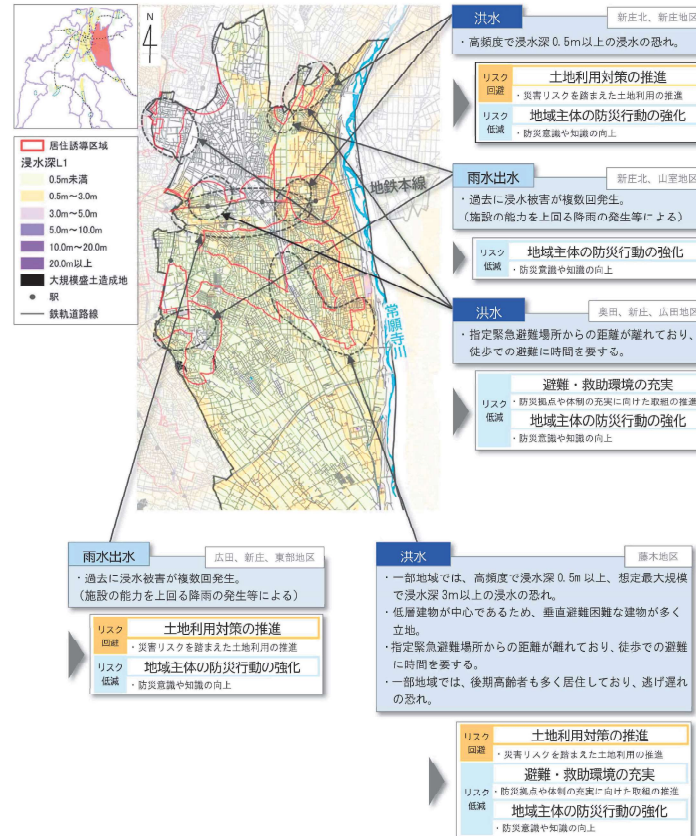 N
4
居住誘導区域
浸水深L1
0.5m未満
0.5m～3.0m
3.0m～5.0m
5.0m～10.0m
10.0m～20.0m
20.0m以上
大規模盛土造成地
駅
鉄軌道路線
地鉄本線
常願寺川
洪水
新庄北、新庄地区
・高頻度で浸水深0.5m以上の浸水の恐れ。
リスク回避
土地利用対策の推進
・災害リスクを踏まえた土地利用の推進
リスク低減
地域主体の防災行動の強化
・防災意識や知識の向上
雨水出水
新庄北、山室地区
・過去に浸水被害が複数回発生。
（施設の能力を上回る降雨の発生等による）
リスク低減
地域主体の防災行動の強化
・防災意識や知識の向上
洪水
奥田、新庄、広田地区
・指定緊急避難場所からの距離が離れており、
徒歩での避難に時間を要する。
リスク低減
避難・救助環境の充実
・防災拠点や体制の充実に向けた取組の推進
地域主体の防災行動の強化
・防災意識や知識の向上
雨水出水
広田、新庄、東部地区
・過去に浸水被害が複数回発生。
（施設の能力を上回る降雨の発生等による）
リスク回避
土地利用対策の推進
・災害リスクを踏まえた土地利用の推進
リスク低減
地域主体の防災行動の強化
・防災意識や知識の向上
洪水
藤木地区
・一部地域では、高頻度で浸水深0.5m以上、想定最大規模
で浸水深3m以上の浸水の恐れ。
・低層建物が中心であるため、垂直避難困難な建物が多く
立地。
・指定緊急避難場所からの距離が離れており、徒歩での避難
に時間を要する。
・一部地域では、後期高齢者も多く居住しており、逃げ遅れ
の恐れ。
リスク回避
土地利用対策の推進
・災害リスクを踏まえた土地利用の推進
リスク低減
避難・救助環境の充実
・防災拠点や体制の充実に向けた取組の推進
地域主体の防災行動の強化
・防災意識や知識の向上